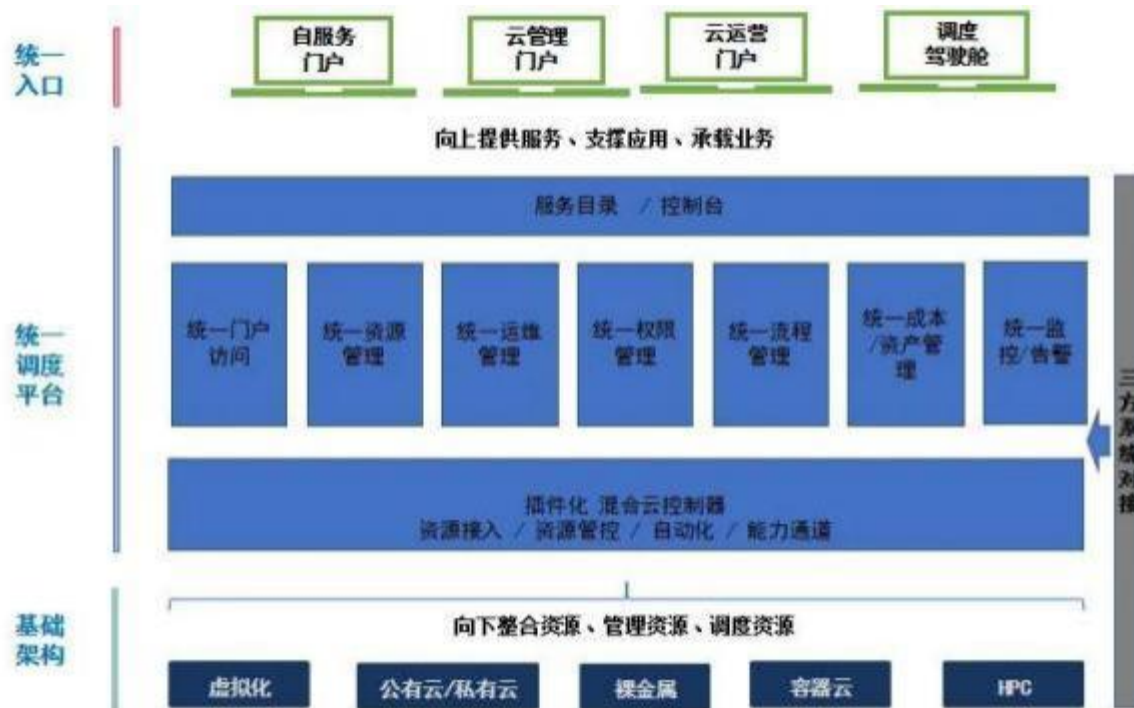 统一
入口
自服务
门户
云管理
门户
云运营
门户
调度
驾驶舱
向上提供服务、支撑应用、承载业务
统一
调度
平台
服务目录 / 控制台
统一门户
访问
统一资源
管理
统一运维
管理
统一权限
管理
统一流程
管理
统一成本
/资产管
理
统一监
控/告警
三
方
系
统
对
接
插件化 混合云控制器
资源接入 / 资源管控 / 自动化 / 能力通道
基础
架构
向下整合资源、管理资源、调度资源
虚拟化
公有云/私有云
裸金属
容器云
HPC